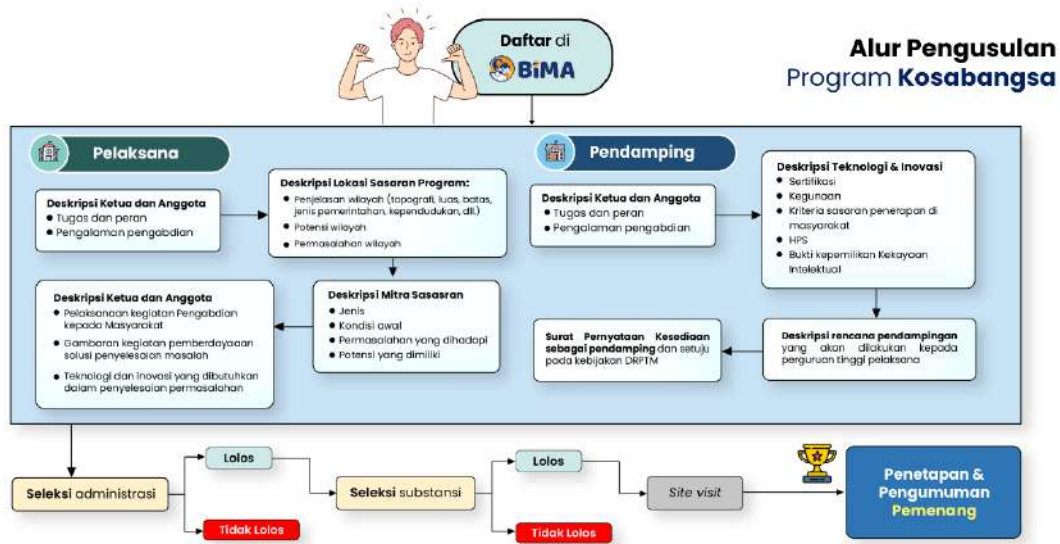 Daftar di
BIMA
Alur Pengusulan
Program Kosabangsa
Pelaksana
Deskripsi Ketua dan Anggota
● Tugas dan peran
● Pengalaman pengabdian
Deskripsi Lokasi Sasaran Program:
● Penjelasan wilayah (topografi, luas, batas,
jenis pemerintahan, kependudukan, dll.)
● Potensi wilayah
● Permasalahan wilayah
Deskripsi Mitra Sasasran
● Jenis
● Kondisi awal
● Permasalahan yang dihadapi
● Potensi yang dimiliki
Deskripsi Ketua dan Anggota
● Pelaksanaan kegiatan Pengabdian
kepada Masyarakat
● Gambaran kegiatan pemberdayaaan
solusi penyelesaian masalah
● Teknologi dan inovasi yang dibutuhkan
dalam penyelesaian permasalahan
Pendamping
Deskripsi Ketua dan Anggota
● Tugas dan peran
● Pengalaman pengabdian
Deskripsi Teknologi & Inovasi
● Sertifikasi
● Kegunaan
● Kriteria sasaran penerapan di
masyarakat
● HPS
● Bukti kepemilikan Kekayaan
Intelektual
Deskripsi rencana pendampingan
yang akan dilakukan kepada
perguruan tinggi pelaksana
Surat Pernyataan Kesediaan
sebagai pendamping dan setuju
pada kebijakan DRPTM
Seleksi administrasi
Lolos
Tidak Lolos
Seleksi substansi
Lolos
Tidak Lolos
Site visit
Penetapan &
Pengumuman
Pemenang